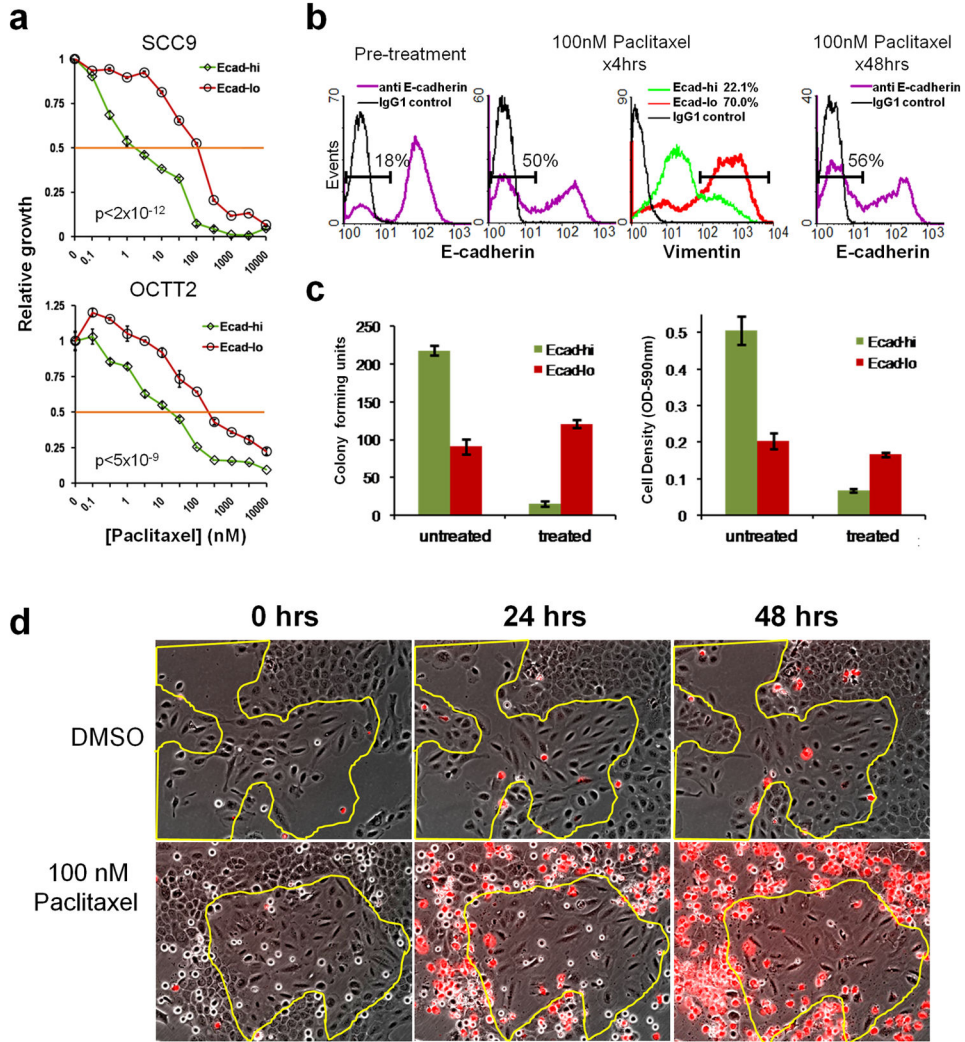 a
SCC9
Ecad-hi
Ecad-lo
1
0.75
0.5
0.25
0
p<2x10-12
0 0.1 1 10 100 1000 10000
Relative growth
OCTT2
Ecad-hi
Ecad-lo
1.25
1
0.75
0.5
0.25
0
p<5x10-9
0 0.1 1 10 100 1000 10000
[Paclitaxel] (nM)
b
Pre-treatment
100nM Paclitaxel
x4hrs
100nM Paclitaxel
x48hrs
anti E-cadherin
IgG1 control
Ecad-hi 22.1%
Ecad-lo 70.0%
IgG1 control
anti E-cadherin
IgG1 control
Events
70
0
18%
60
0
50%
90
0
40
0
56%
100 101 102 103
100 101 102 103
100 101 102 103 104
100 101 102 103
E-cadherin
Vimentin
E-cadherin
c
Colony forming units
250
200
150
100
50
0
Ecad-hi
Ecad-lo
untreated
treated
Cell Density (OD-590nm)
0.5
0.4
0.3
0.2
0.1
0
Ecad-hi
Ecad-lo
untreated
treated
d
0 hrs
24 hrs
48 hrs
DMSO
100 nM
Paclitaxel